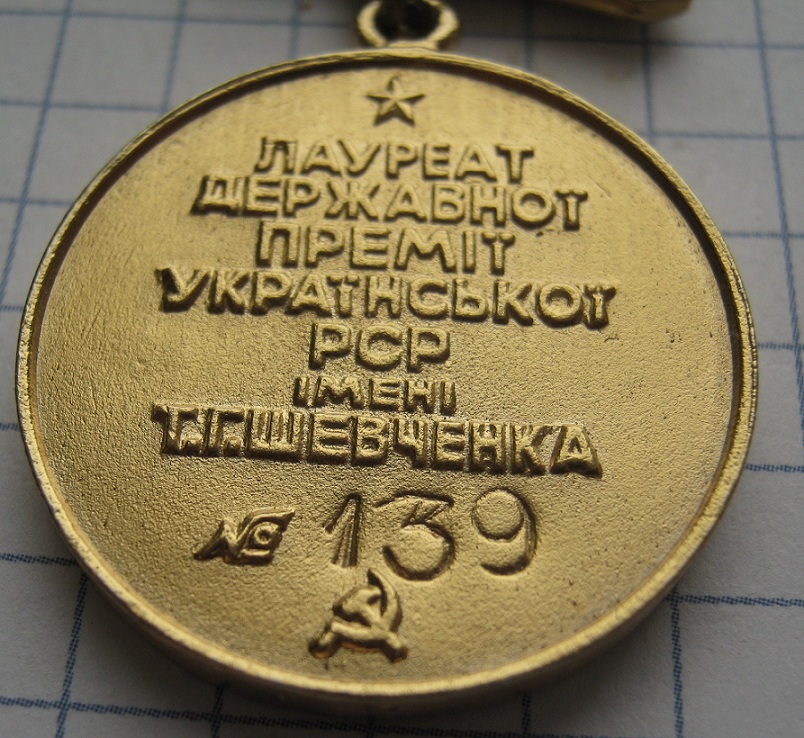 ЛАУРЕАТ
ДЕРЖАВНОЇ
ПРЕМІЇ
УКРАЇНСЬКОЇ
РСР
ІМЕНІ
Т.Г.ШЕВЧЕНКА
№ 139